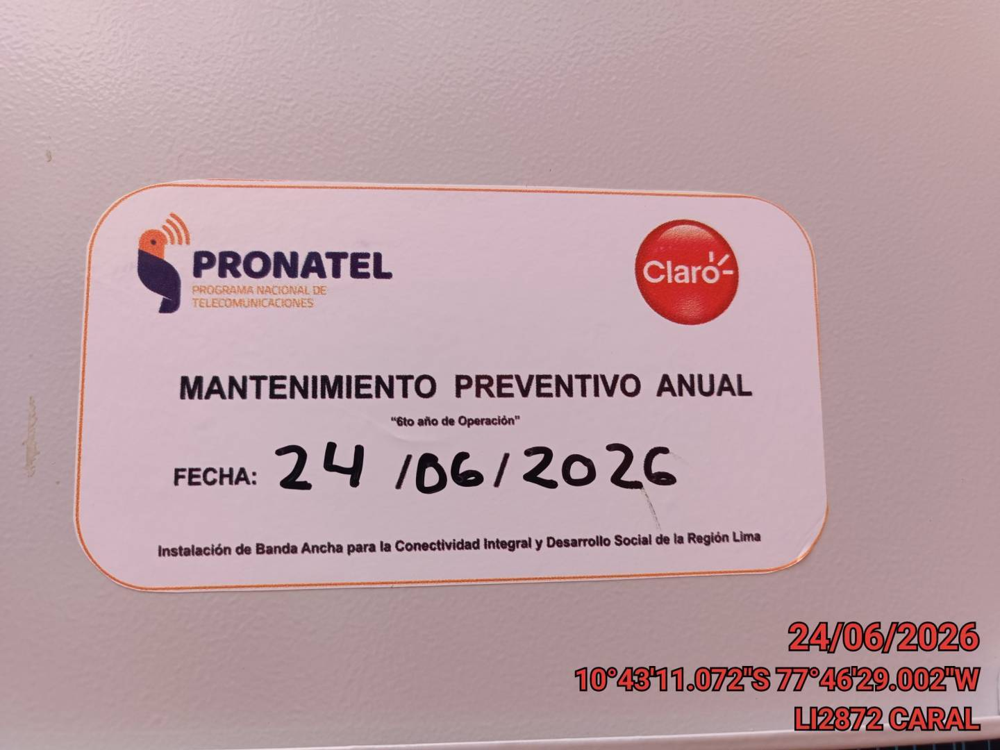 PRONATEL
PROGRAMA NACIONAL DE
TELECOMUNICACIONES
Claro
MANTENIMIENTO PREVENTIVO ANUAL
"6to año de Operación"
FECHA: 24/06/2026
Instalación de Banda Ancha para la Conectividad Integral y Desarrollo Social de la Región Lima
24/06/2026
10°43'11.072"S 77°46'29.002"W
LI2872 CARAL